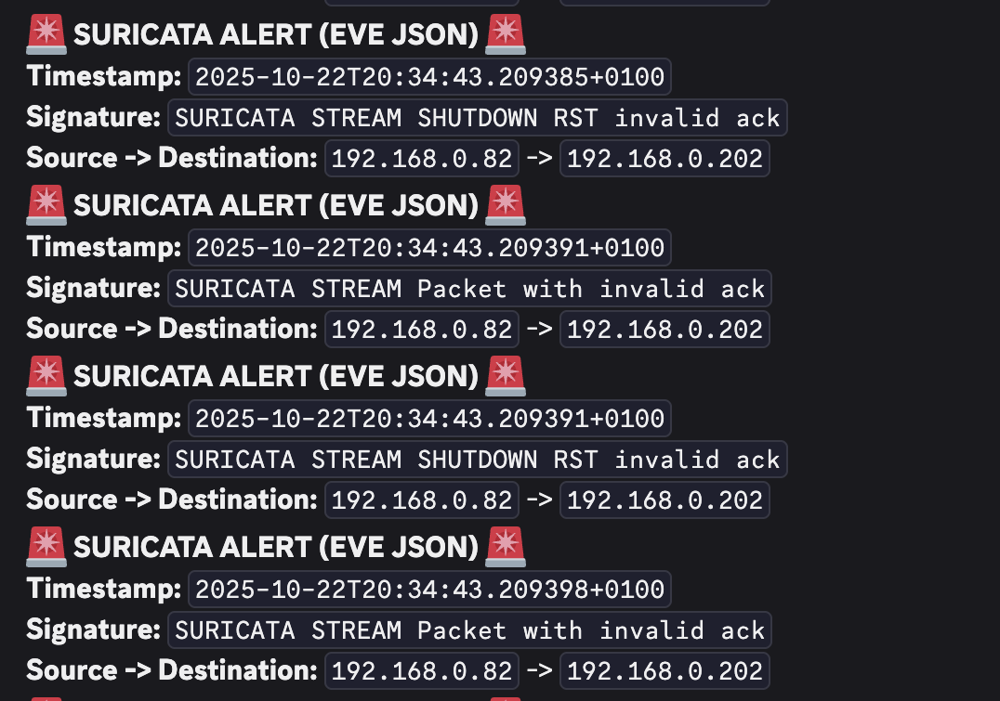 🚨 SURICATA ALERT (EVE JSON) 🚨
Timestamp: 2025-10-22T20:34:43.209385+0100
Signature: SURICATA STREAM SHUTDOWN RST invalid ack
Source -> Destination: 192.168.0.82 -> 192.168.0.202
🚨 SURICATA ALERT (EVE JSON) 🚨
Timestamp: 2025-10-22T20:34:43.209391+0100
Signature: SURICATA STREAM Packet with invalid ack
Source -> Destination: 192.168.0.82 -> 192.168.0.202
🚨 SURICATA ALERT (EVE JSON) 🚨
Timestamp: 2025-10-22T20:34:43.209391+0100
Signature: SURICATA STREAM SHUTDOWN RST invalid ack
Source -> Destination: 192.168.0.82 -> 192.168.0.202
🚨 SURICATA ALERT (EVE JSON) 🚨
Timestamp: 2025-10-22T20:34:43.209398+0100
Signature: SURICATA STREAM Packet with invalid ack
Source -> Destination: 192.168.0.82 -> 192.168.0.202